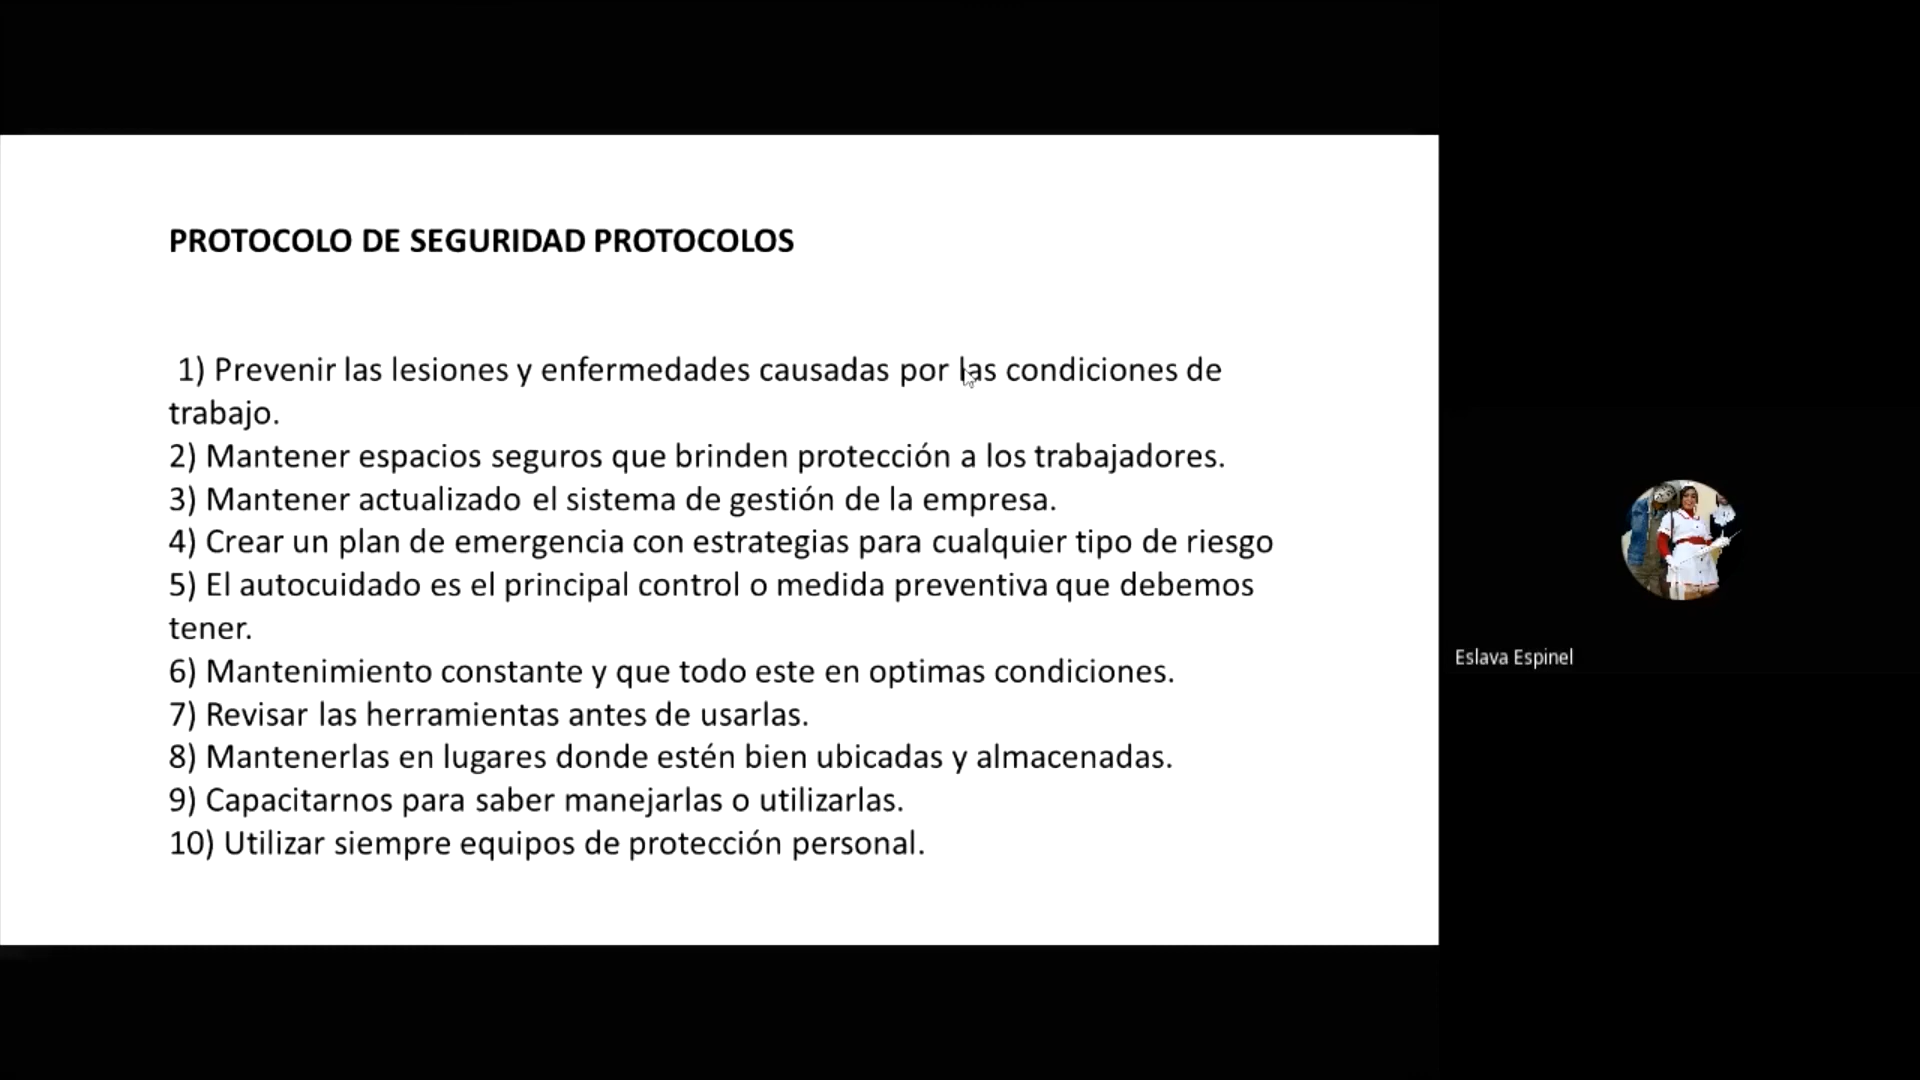 PROTOCOLO DE SEGURIDAD PROTOCOLOS
1) Prevenir las lesiones y enfermedades causadas por las condiciones de
trabajo.
2) Mantener espacios seguros que brinden protección a los trabajadores.
3) Mantener actualizado el sistema de gestión de la empresa.
4) Crear un plan de emergencia con estrategias para cualquier tipo de riesgo
5) El autocuidado es el principal control o medida preventiva que debemos
tener.
6) Mantenimiento constante y que todo este en optimas condiciones.
7) Revisar las herramientas antes de usarlas.
8) Mantenerlas en lugares donde estén bien ubicadas y almacenadas.
9) Capacitarnos para saber manejarlas o utilizarlas.
10) Utilizar siempre equipos de protección personal.
Eslava Espinel